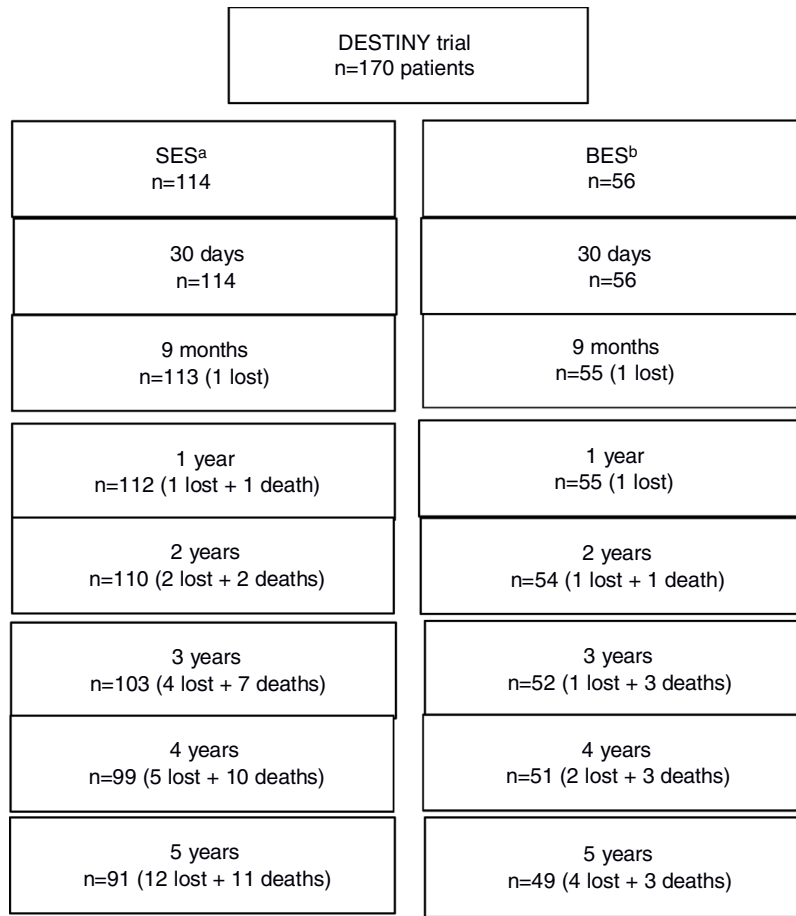 DESTINY trial
n=170 patients
SESᵃ
n=114
BESᵇ
n=56
30 days
n=114
30 days
n=56
9 months
n=113 (1 lost)
9 months
n=55 (1 lost)
1 year
n=112 (1 lost + 1 death)
1 year
n=55 (1 lost)
2 years
n=110 (2 lost + 2 deaths)
2 years
n=54 (1 lost + 1 death)
3 years
n=103 (4 lost + 7 deaths)
3 years
n=52 (1 lost + 3 deaths)
4 years
n=99 (5 lost + 10 deaths)
4 years
n=51 (2 lost + 3 deaths)
5 years
n=91 (12 lost + 11 deaths)
5 years
n=49 (4 lost + 3 deaths)